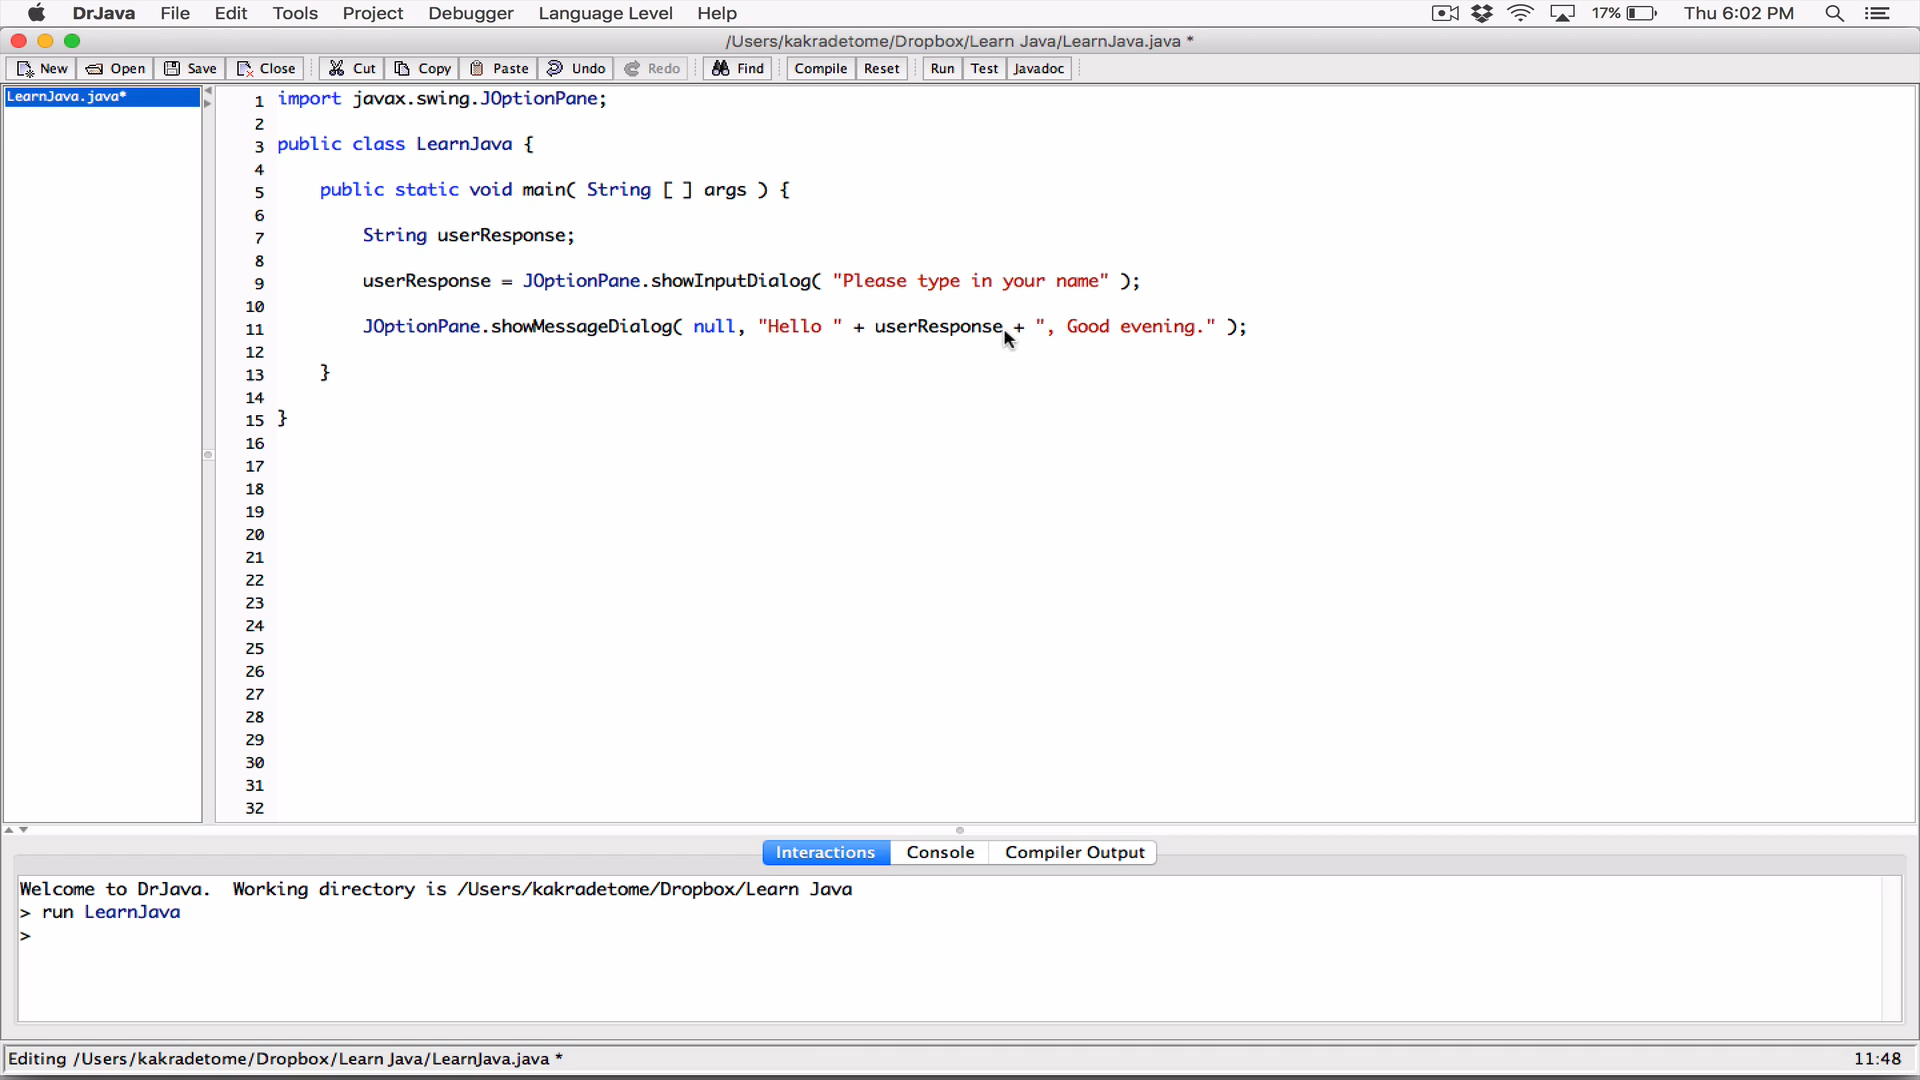 DrJava File Edit Tools Project Debugger Language Level Help 17% Thu 6:02 PM
/Users/kakradetome/Dropbox/Learn Java/LearnJava.java *
New Open Save Close Cut Copy Paste Undo Redo Find Compile Reset Run Test Javadoc
LearnJava.java*
1 import javax.swing.JOptionPane;
2
3 public class LearnJava {
4
5 public static void main( String [ ] args ) {
6
7 String userResponse;
8
9 userResponse = JOptionPane.showInputDialog( "Please type in your name" );
10
11 JOptionPane.showMessageDialog( null, "Hello " + userResponse + ", Good evening." );
12
13 }
14
15 }
16
17
18
19
20
21
22
23
24
25
26
27
28
29
30
31
32
Interactions Console Compiler Output
Welcome to DrJava. Working directory is /Users/kakradetome/Dropbox/Learn Java
> run LearnJava
>
Editing /Users/kakradetome/Dropbox/Learn Java/LearnJava.java * 11:48